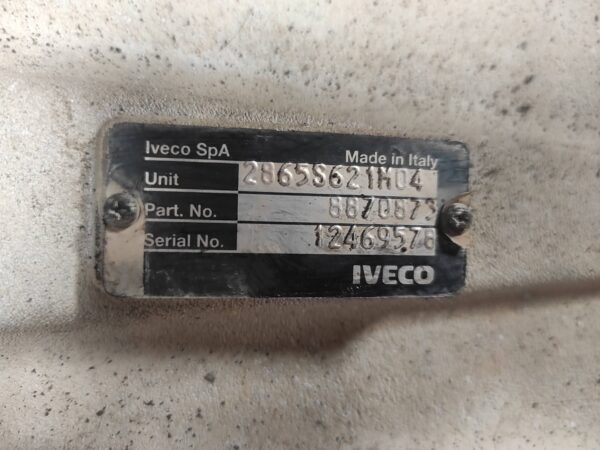 Iveco SpA Made in Italy
Unit 2865S621M04
Part. No. 8870873
Serial No. 12469576
IVECO